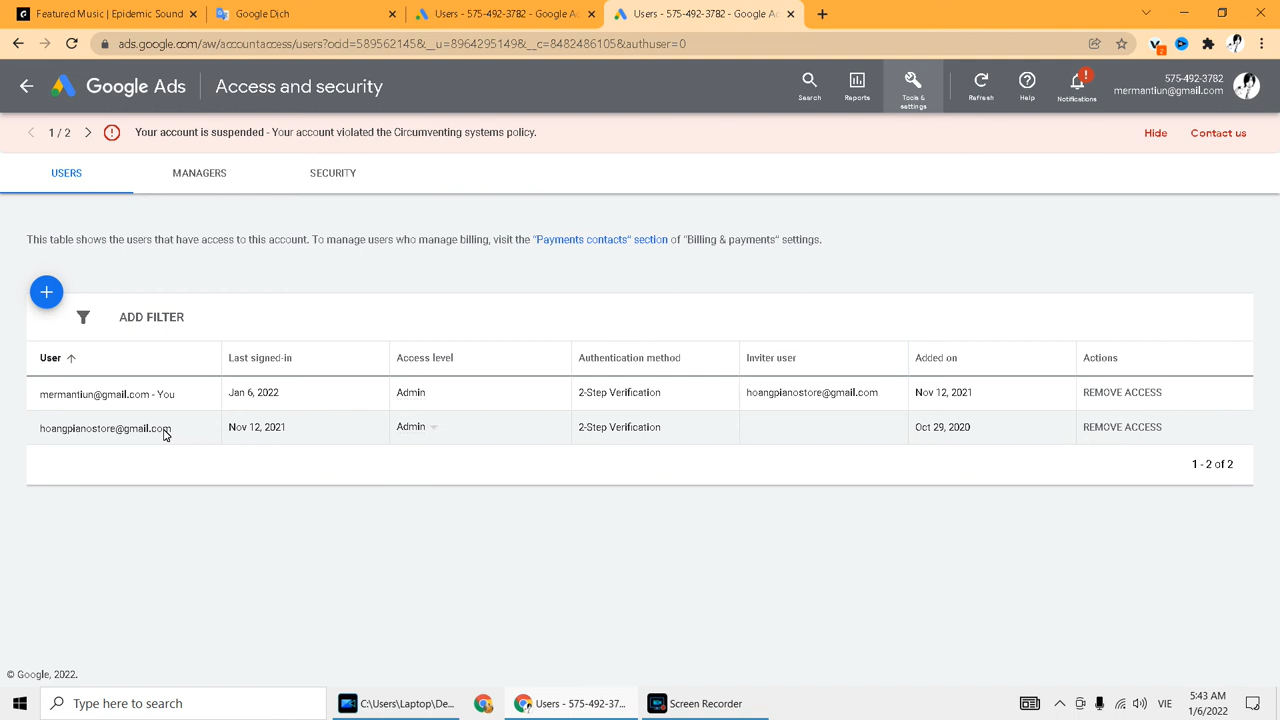 Featured Music | Epidemic Sound
Google Dịch
Users - 575-492-3782 - Google Ad
Users - 575-492-3782 - Google Ad
ads.google.com/aw/accountaccess/users?ocid=589562145&__u=8964295149&__c=8482486105&authuser=0
2
Google Ads
Access and security
Search
Reports
Tools & settings
Refresh
Help
!
Notifications
575-492-3782
mermantiun@gmail.com
1 / 2
Your account is suspended - Your account violated the Circumventing systems policy.
Hide
Contact us
USERS
MANAGERS
SECURITY
This table shows the users that have access to this account. To manage users who manage billing, visit the "Payments contacts" section of "Billing & payments" settings.
ADD FILTER
User
Last signed-in
Access level
Authentication method
Inviter user
Added on
Actions
mermantiun@gmail.com - You
Jan 6, 2022
Admin
2-Step Verification
hoangpianostore@gmail.com
Nov 12, 2021
REMOVE ACCESS
hoangpianostore@gmail.com
Nov 12, 2021
Admin
2-Step Verification
Oct 29, 2020
REMOVE ACCESS
1 - 2 of 2
© Google, 2022.
Type here to search
C:\Users\Laptop\De...
Users - 575-492-37...
Screen Recorder
VIE
5:43 AM
1/6/2022